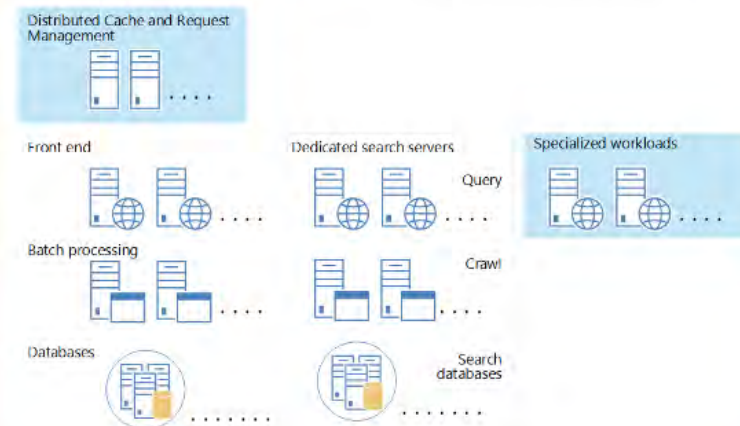 Distributed Cache and Request
Management
Front end
Dedicated search servers
Specialized workloads
Query
Batch processing
Crawl
Databases
Search
databases